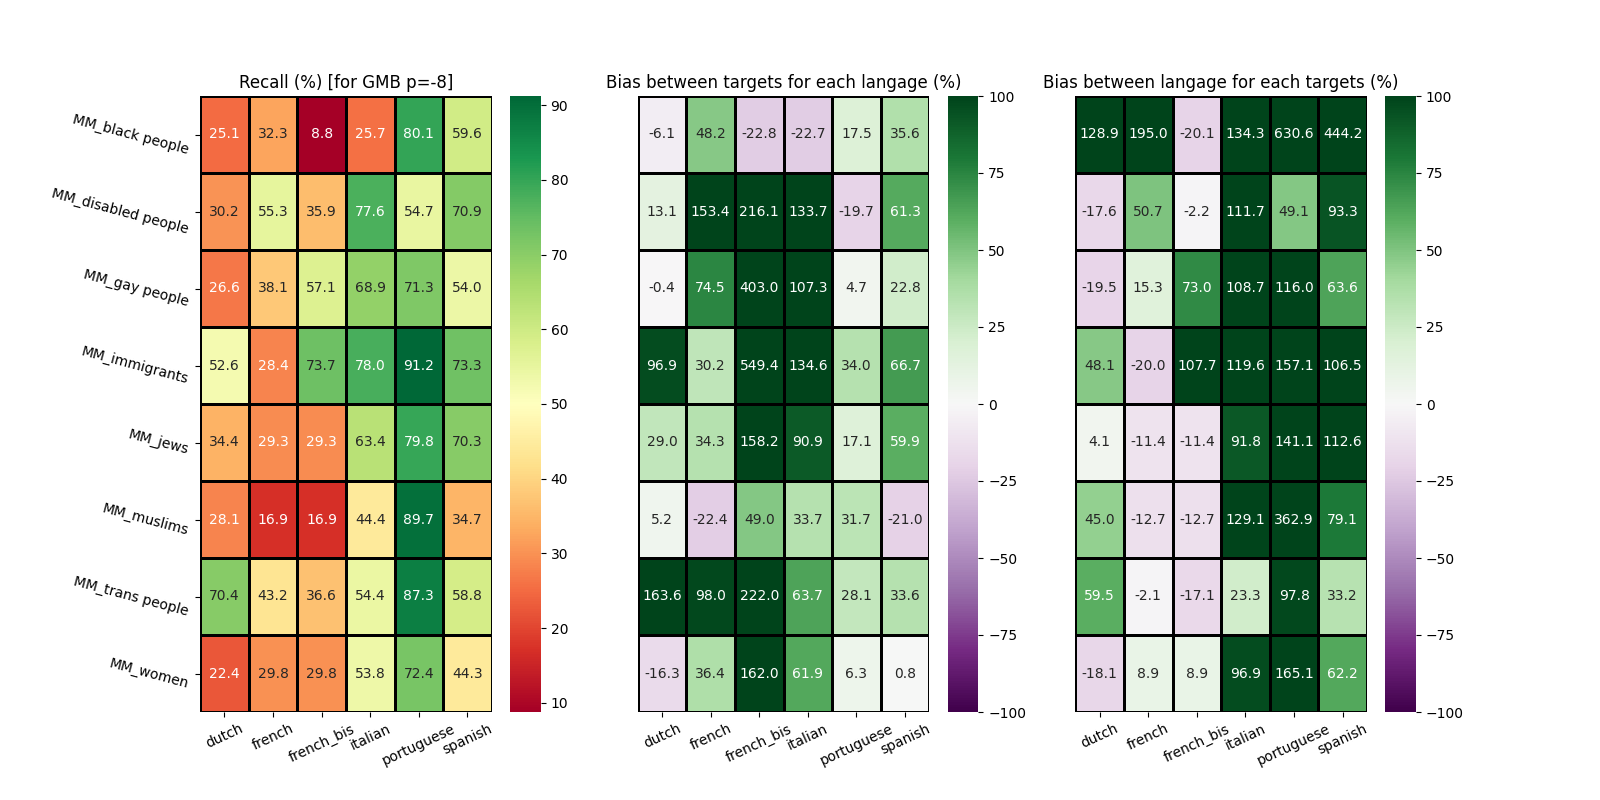 Recall (%) [for GMB p=-8]
Bias between targets for each langage (%)
Bias between langage for each targets (%)
MM_black people 25.1 32.3 8.8 25.7 80.1 59.6
MM_disabled people 30.2 55.3 35.9 77.6 54.7 70.9
MM_gay people 26.6 38.1 57.1 68.9 71.3 54.0
MM_immigrants 52.6 28.4 73.7 78.0 91.2 73.3
MM_jews 34.4 29.3 29.3 63.4 79.8 70.3
MM_muslims 28.1 16.9 16.9 44.4 89.7 34.7
MM_trans people 70.4 43.2 36.6 54.4 87.3 58.8
MM_women 22.4 29.8 29.8 53.8 72.4 44.3
dutch french french_bis italian portuguese spanish
90
80
70
60
50
40
30
20
10
-6.1 48.2 -22.8 -22.7 17.5 35.6
13.1 153.4 216.1 133.7 -19.7 61.3
-0.4 74.5 403.0 107.3 4.7 22.8
96.9 30.2 549.4 134.6 34.0 66.7
29.0 34.3 158.2 90.9 17.1 59.9
5.2 -22.4 49.0 33.7 31.7 -21.0
163.6 98.0 222.0 63.7 28.1 33.6
-16.3 36.4 162.0 61.9 6.3 0.8
dutch french french_bis italian portuguese spanish
100
75
50
25
0
−25
−50
−75
−100
128.9 195.0 -20.1 134.3 630.6 444.2
-17.6 50.7 -2.2 111.7 49.1 93.3
-19.5 15.3 73.0 108.7 116.0 63.6
48.1 -20.0 107.7 119.6 157.1 106.5
4.1 -11.4 -11.4 91.8 141.1 112.6
45.0 -12.7 -12.7 129.1 362.9 79.1
59.5 -2.1 -17.1 23.3 97.8 33.2
-18.1 8.9 8.9 96.9 165.1 62.2
dutch french french_bis italian portuguese spanish
100
75
50
25
0
−25
−50
−75
−100